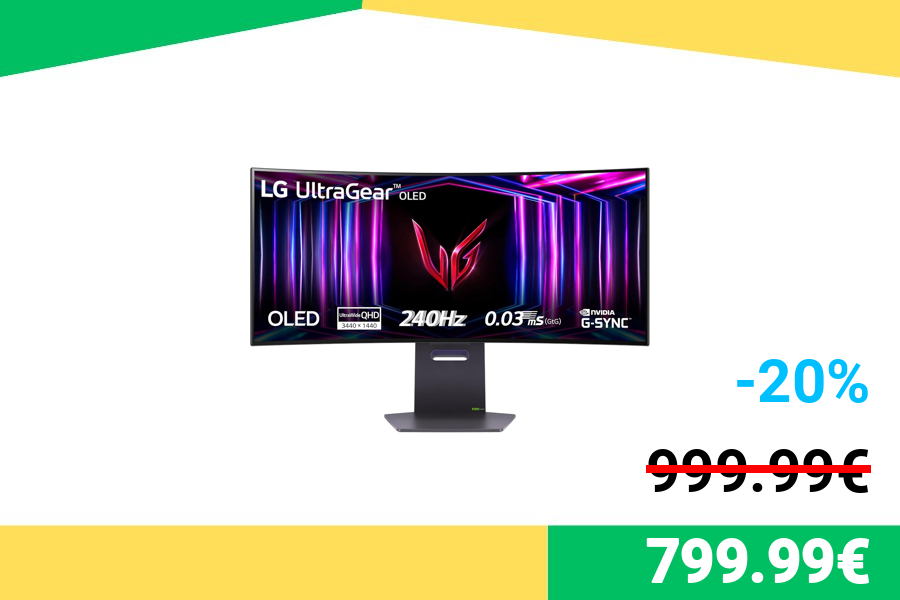 LG UltraGear™ OLED
OLED
UltraWide QHD
3440 × 1440
240Hz
0.03ms (GtG)
NVIDIA
G-SYNC
-20%
999.99€
799.99€